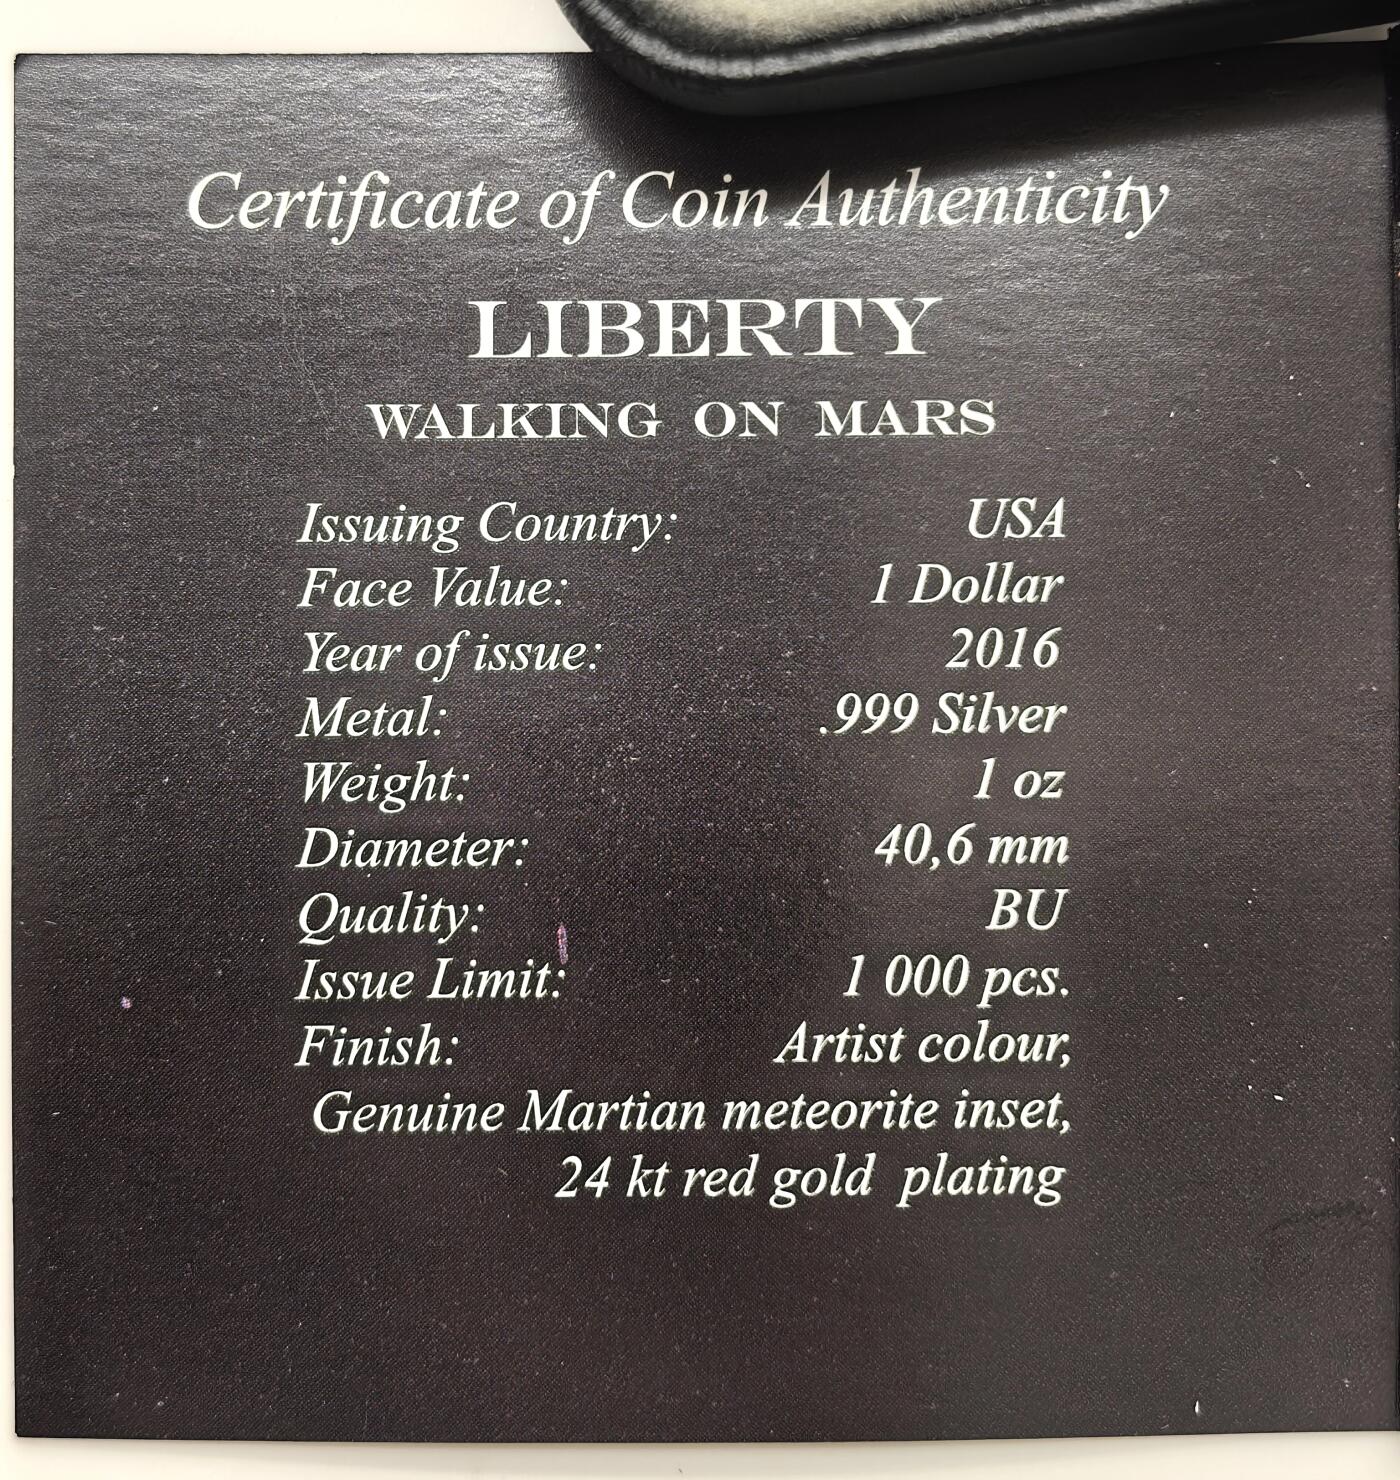 Certificate of Coin Authenticity
LIBERTY
WALKING ON MARS
Issuing Country: USA
Face Value: 1 Dollar
Year of issue: 2016
Metal: .999 Silver
Weight: 1 oz
Diameter: 40,6 mm
Quality: BU
Issue Limit: 1 000 pcs.
Finish: Artist colour,
Genuine Martian meteorite inset,
24 kt red gold plating